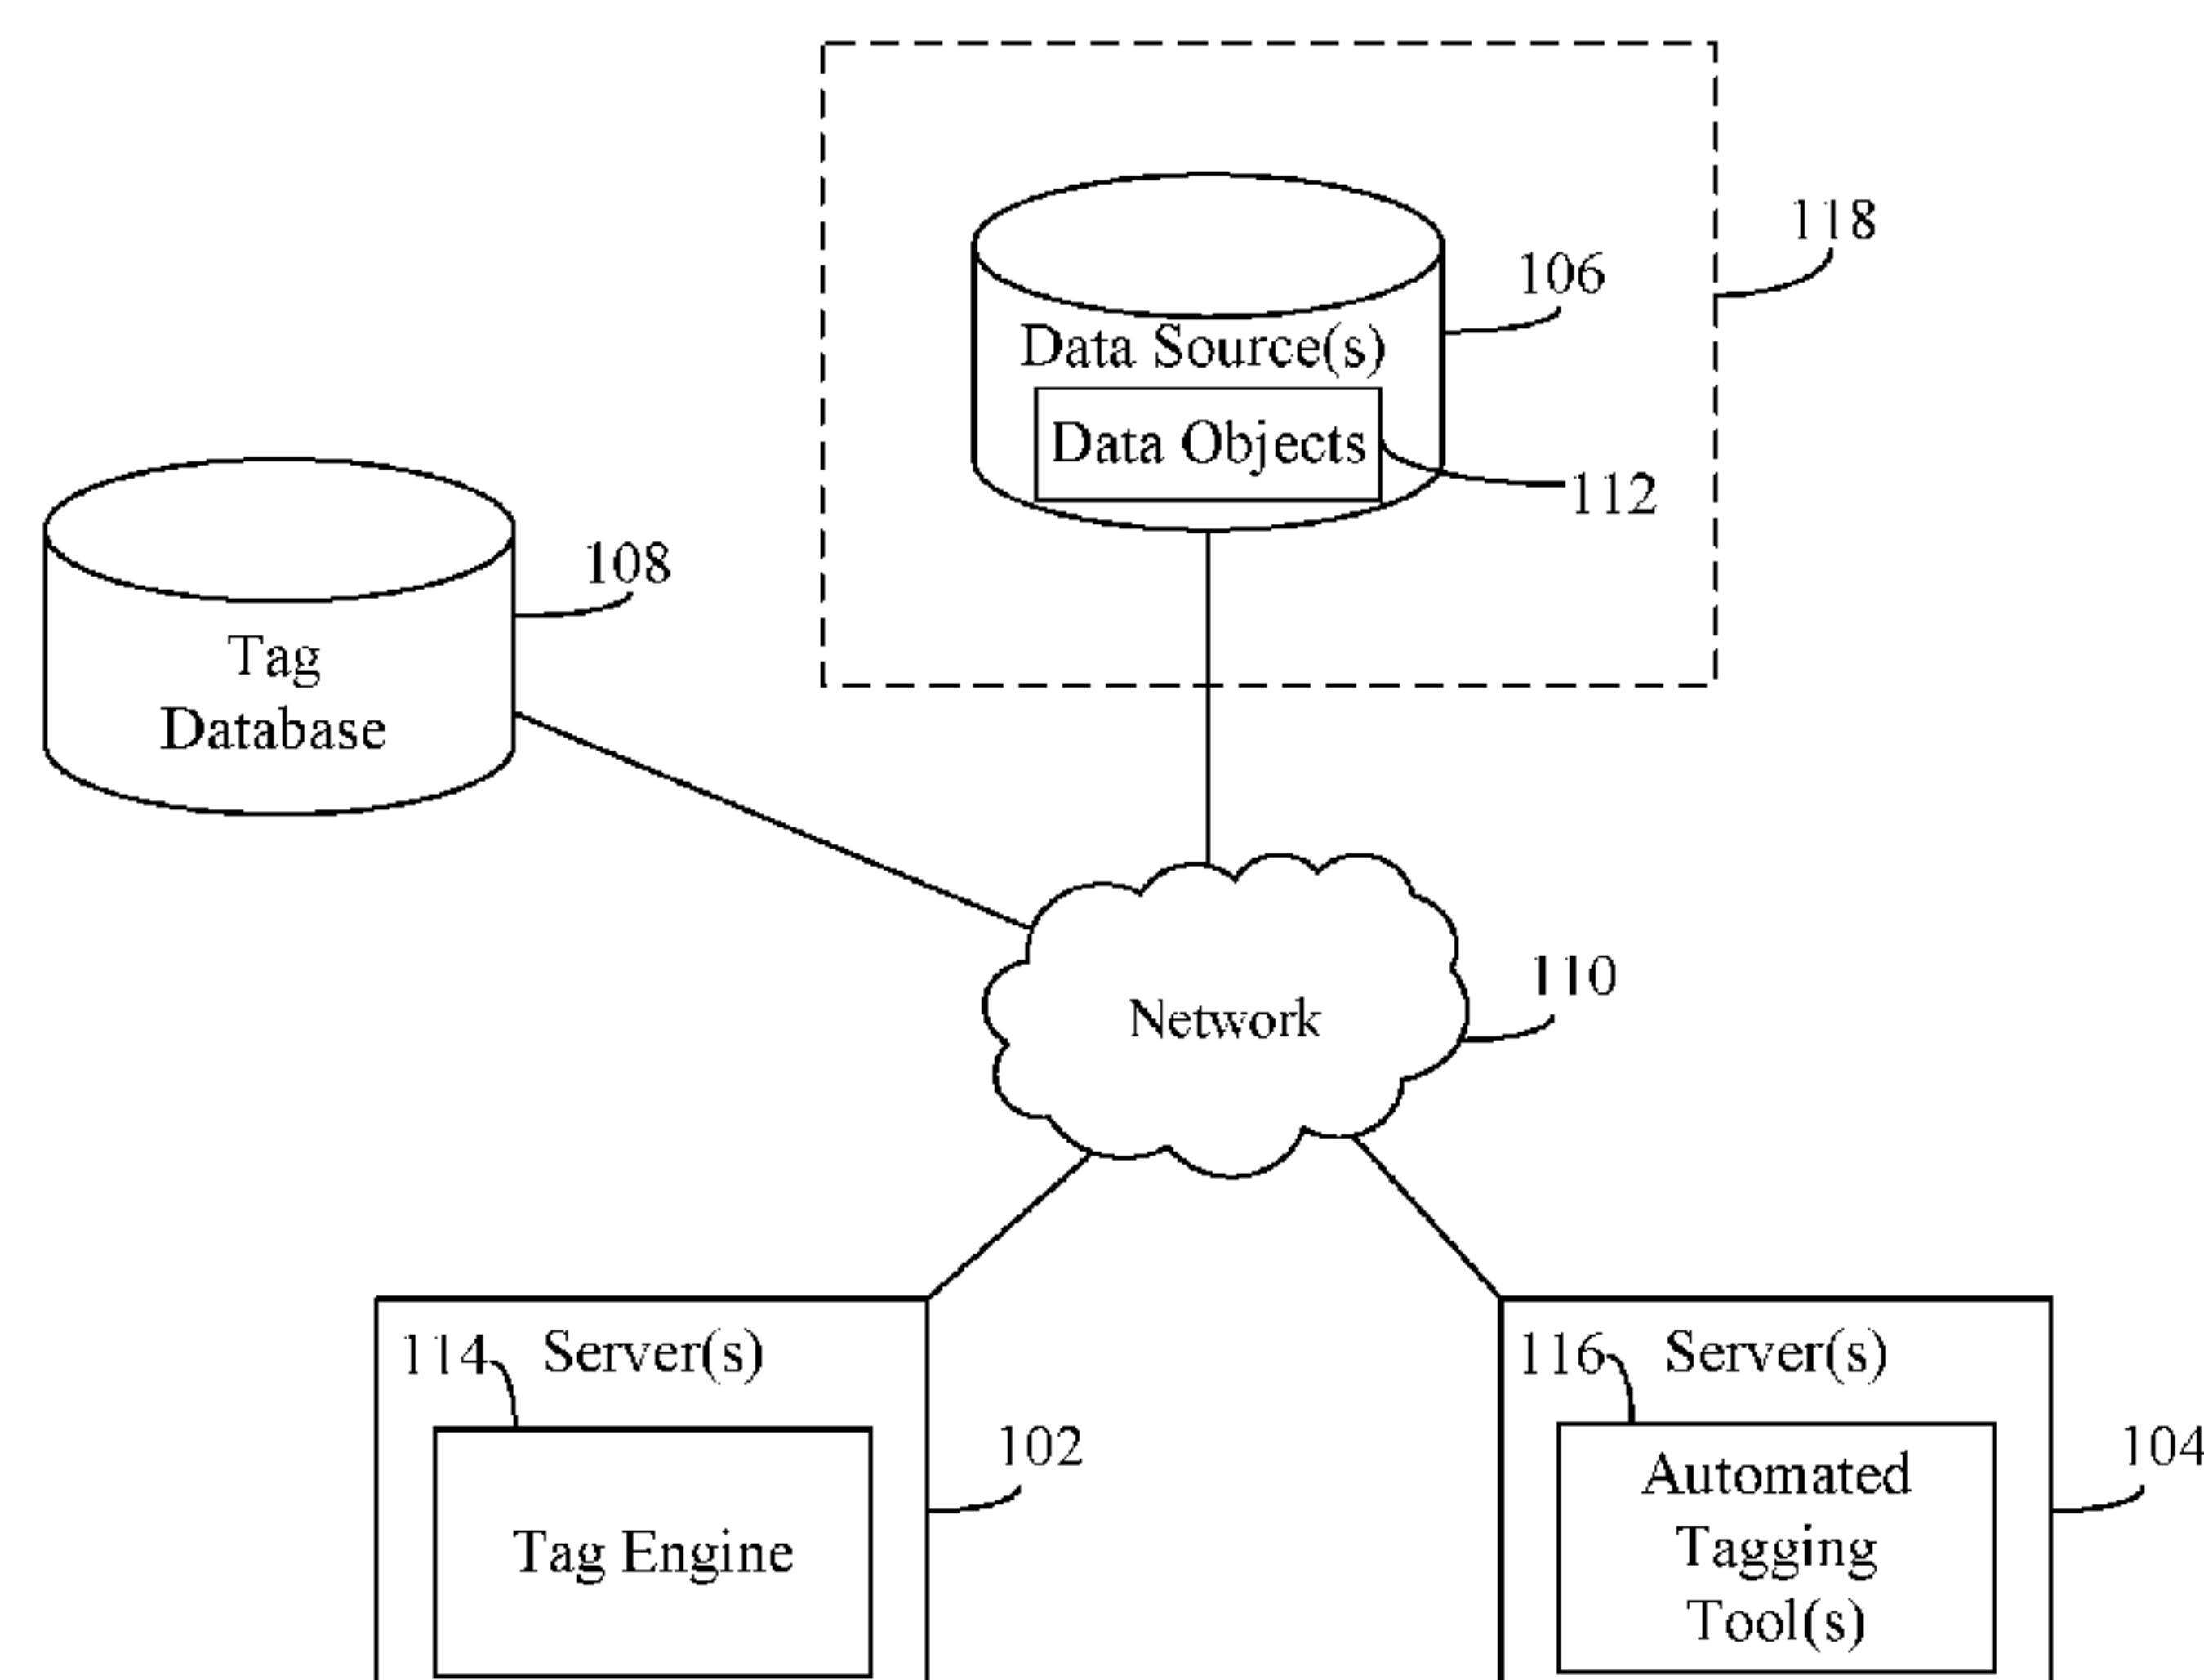 118
106
Data Source(s)
Data Objects
112
108
Tag
Database
110
Network
114
Server(s)
102
Tag Engine
116
Server(s)
104
Automated
Tagging
Tool(s)